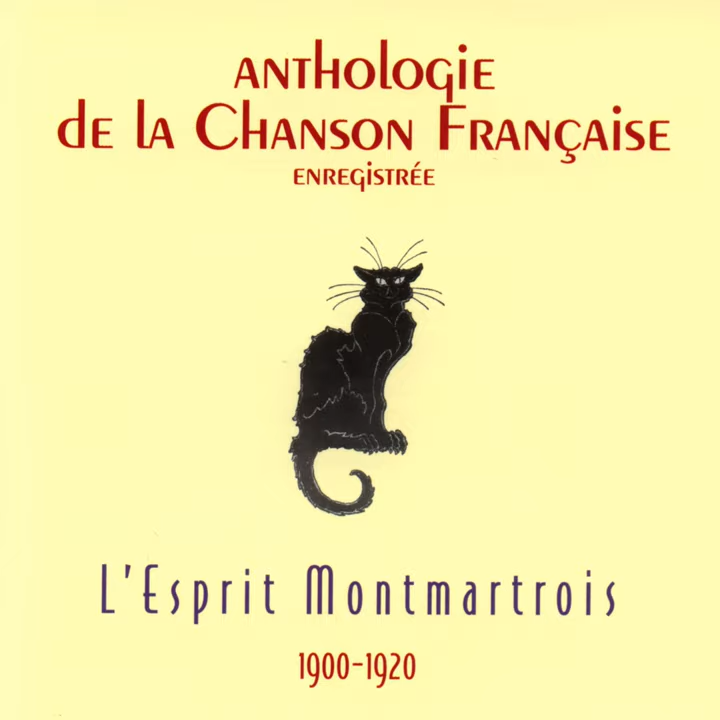 ANThologiE
de lA CHANSON FRANÇAiSE
ENREGiSTRÉE
L'Esprit Montmartrois
1900-1920